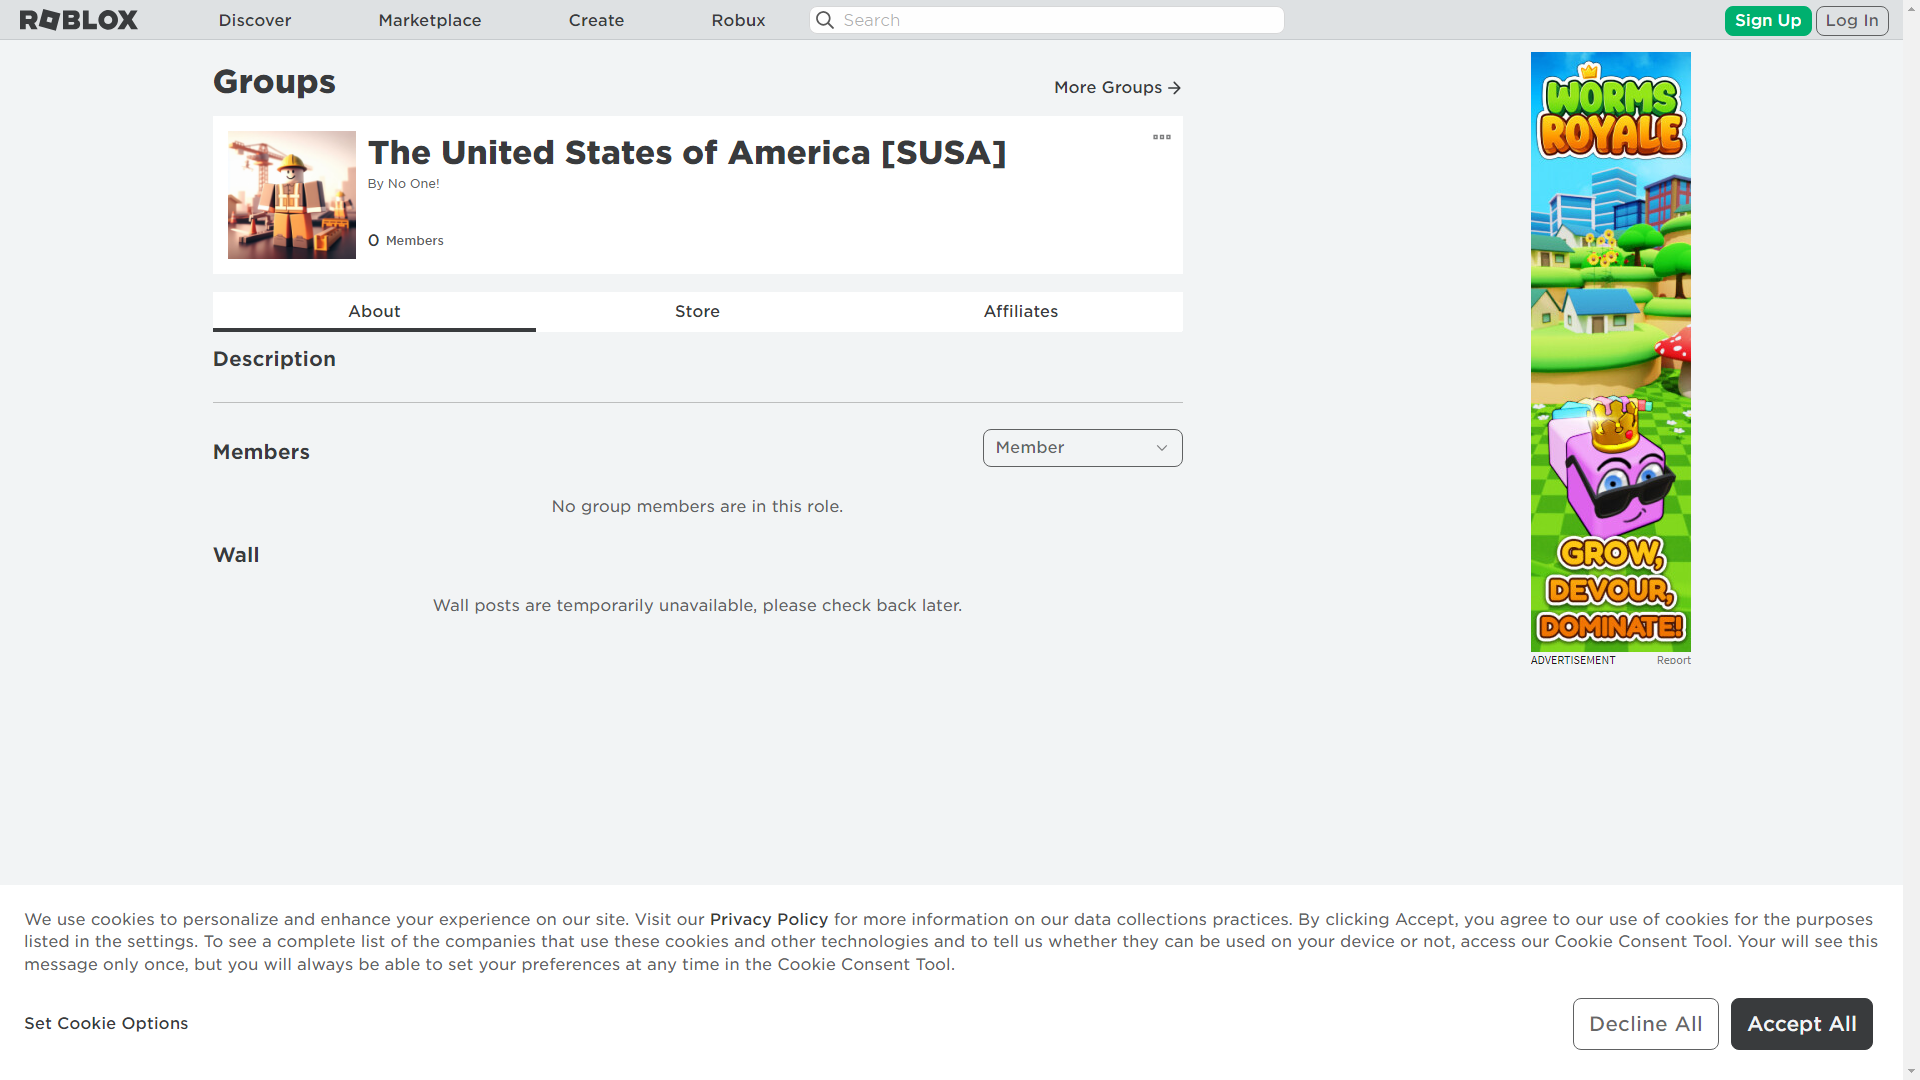 ROBLOX
Discover
Marketplace
Create
Robux
Search
Sign Up
Log In
Groups
More Groups
The United States of America [SUSA]
By No One!
0 Members
About
Store
Affiliates
Description
Members
Member
No group members are in this role.
Wall
Wall posts are temporarily unavailable, please check back later.
WORMS
ROYALE
GROW,
DEVOUR,
DOMINATE!
ADVERTISEMENT
Report
We use cookies to personalize and enhance your experience on our site. Visit our Privacy Policy for more information on our data collections practices. By clicking Accept, you agree to our use of cookies for the purposes
listed in the settings. To see a complete list of the companies that use these cookies and other technologies and to tell us whether they can be used on your device or not, access our Cookie Consent Tool. Your will see this
message only once, but you will always be able to set your preferences at any time in the Cookie Consent Tool.
Set Cookie Options
Decline All
Accept All